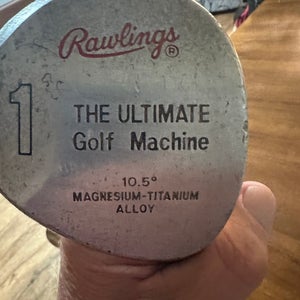 Rawlings®
1
THE ULTIMATE
Golf Machine
10.5°
MAGNESIUM-TITANIUM
ALLOY